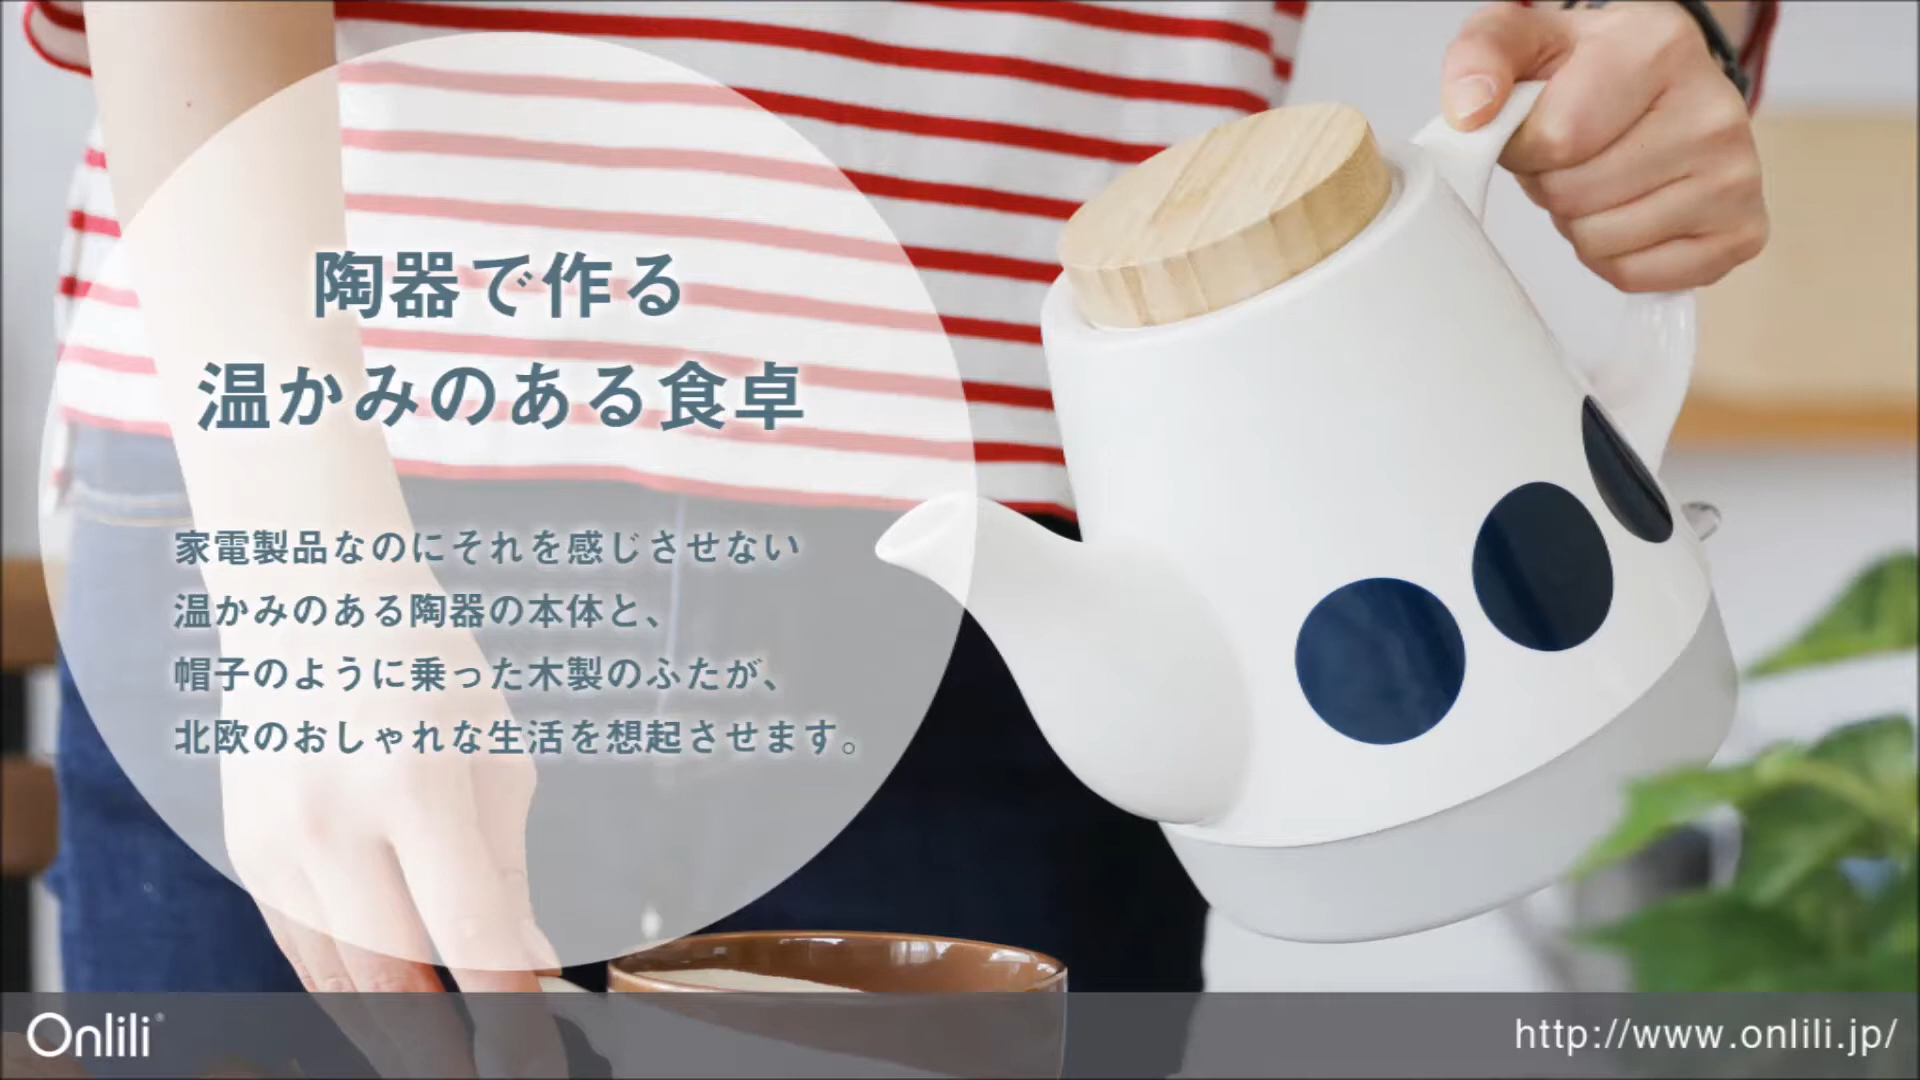 陶器で作る
温かみのある食卓
家電製品なのにそれを感じさせない
温かみのある陶器の本体と、
帽子のように乗った木製のふたが、
北欧のおしゃれな生活を想起させます。
Onlili®
http://www.onlili.jp/